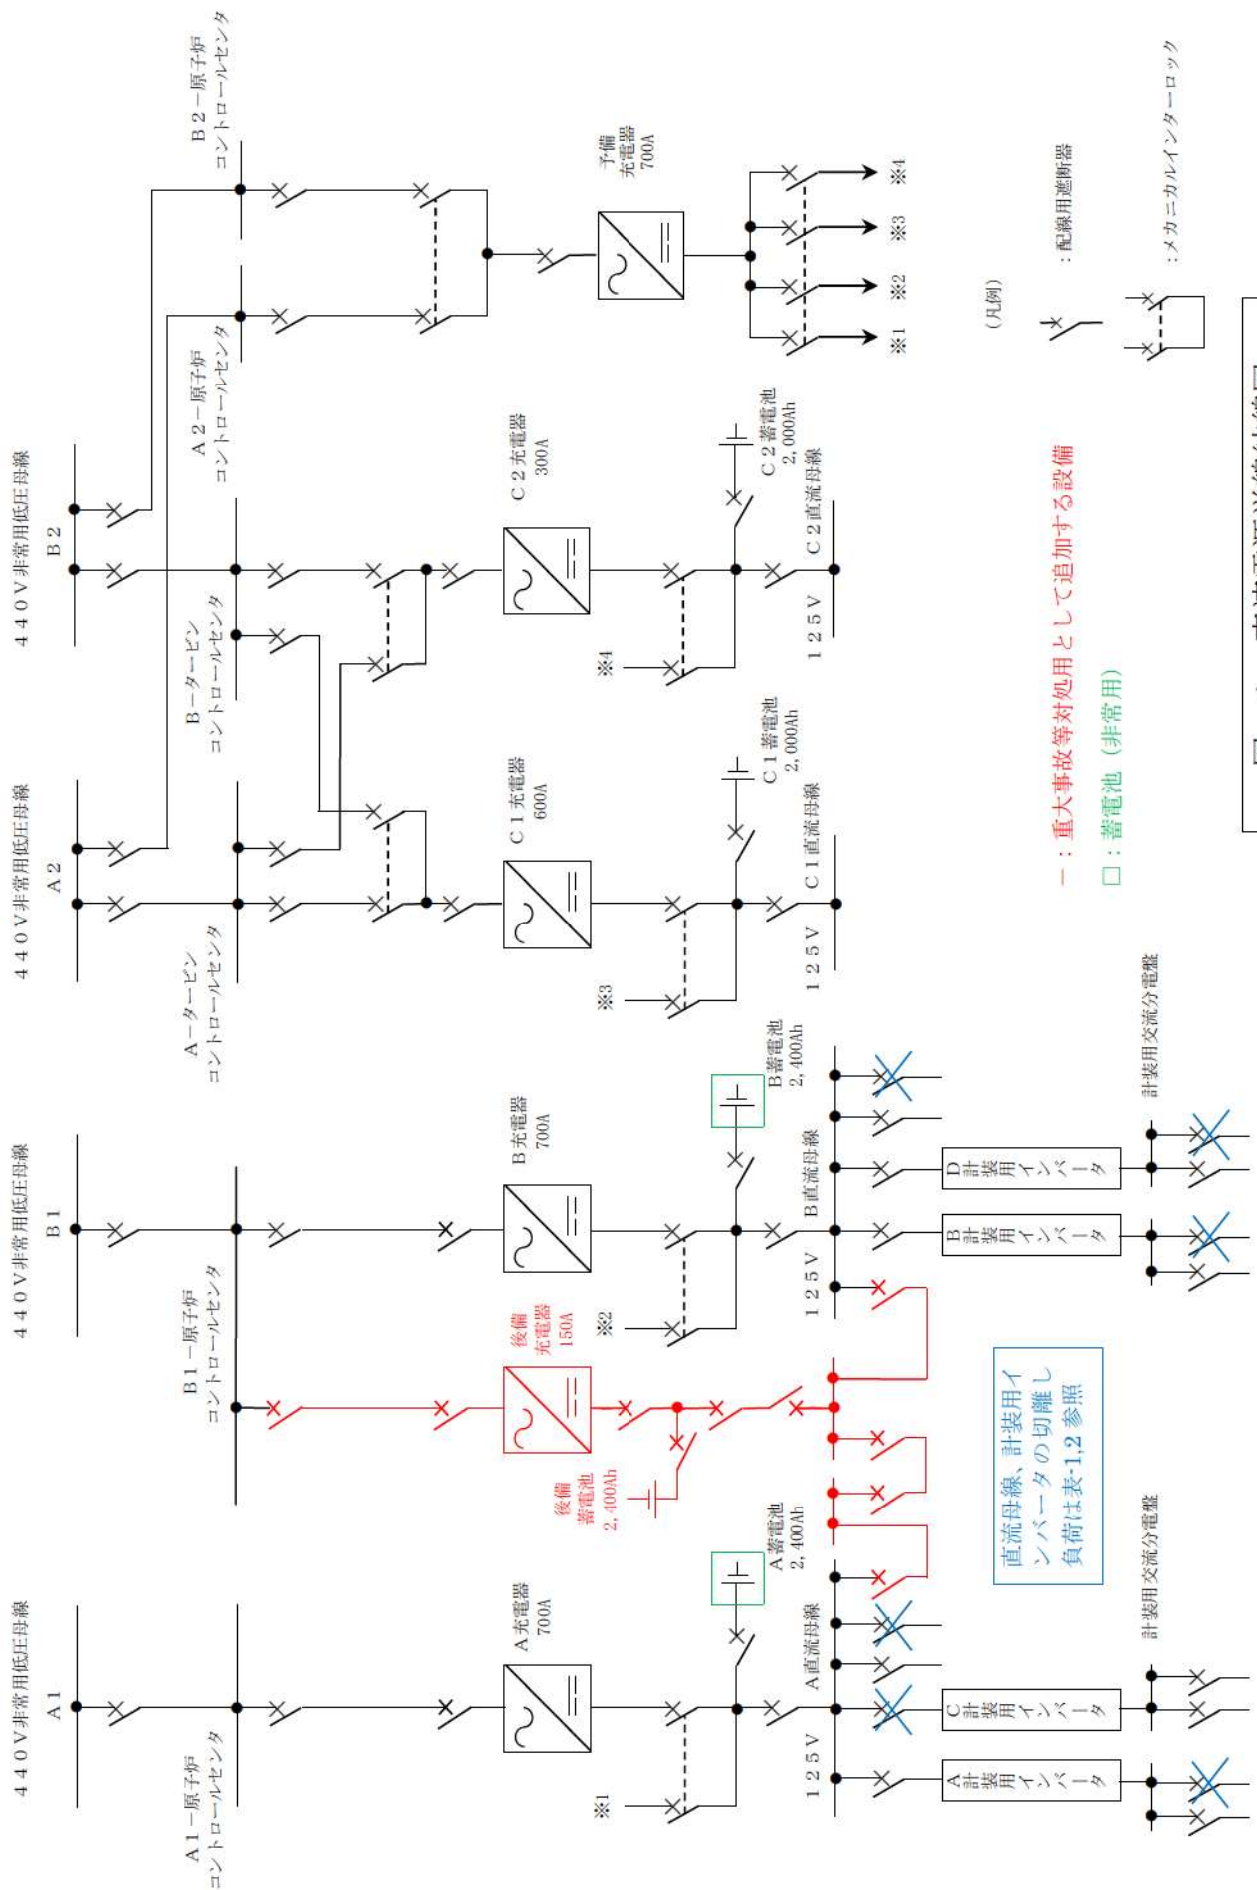 440V非常用低圧母線
A1
440V非常用低圧母線
B1
440V非常用低圧母線
A2
440V非常用低圧母線
B2
A1-原子炉
コントロールセンタ
B1-原子炉
コントロールセンタ
A-タービン
コントロールセンタ
B-タービン
コントロールセンタ
A2-原子炉
コントロールセンタ
B2-原子炉
コントロールセンタ
A充電器
700A
後備
充電器
150A
B充電器
700A
C1充電器
600A
C2充電器
300A
予備
充電器
700A
※1
※2
※3
※4
後備
蓄電池
2,400Ah
A蓄電池
2,400Ah
B蓄電池
2,400Ah
C1蓄電池
2,000Ah
C2蓄電池
2,000Ah
125V A直流母線
125V B直流母線
125V C1直流母線
125V C2直流母線
※1
※2
※3
※4
A計装用インバータ
C計装用インバータ
B計装用インバータ
D計装用インバータ
直流母線、計装用イ
ンバータの切離し
負荷は表-1,2 参照
計装用交流分電盤
計装用交流分電盤
(凡例)
:配線用遮断器
:メカニカルインターロック
－:重大事故等対処用として追加する設備
□:蓄電池(非常用)